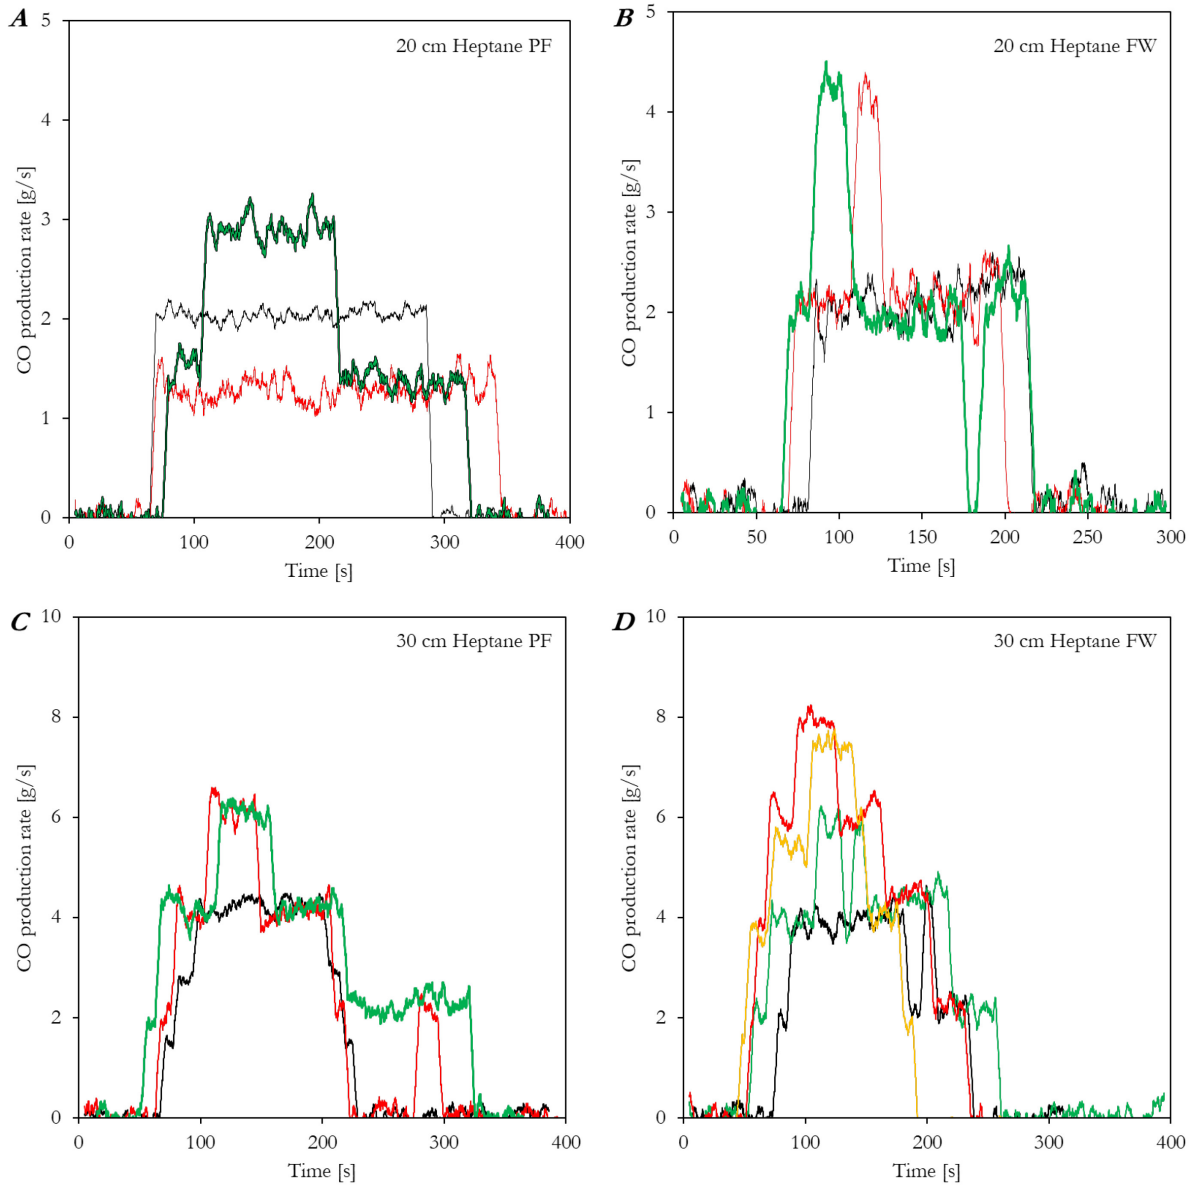 A
20 cm Heptane PF
CO production rate [g/s]
5
4
3
2
1
0
0 100 200 300 400
Time [s]
B
20 cm Heptane FW
CO production rate [g/s]
5
4
3
2
1
0
0 50 100 150 200 250 300
Time [s]
C
30 cm Heptane PF
CO production rate [g/s]
10
8
6
4
2
0
0 100 200 300 400
Time [s]
D
30 cm Heptane FW
CO production rate [g/s]
10
8
6
4
2
0
0 100 200 300 400
Time [s]